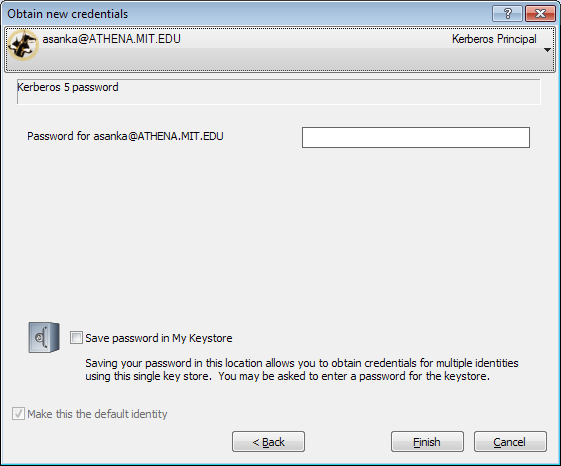 Obtain new credentials
asanka@ATHENA.MIT.EDU Kerberos Principal
Kerberos 5 password
Password for asanka@ATHENA.MIT.EDU
Save password in My Keystore
Saving your password in this location allows you to obtain credentials for multiple identities
using this single key store.  You may be asked to enter a password for the keystore.
Make this the default identity
< Back Finish Cancel